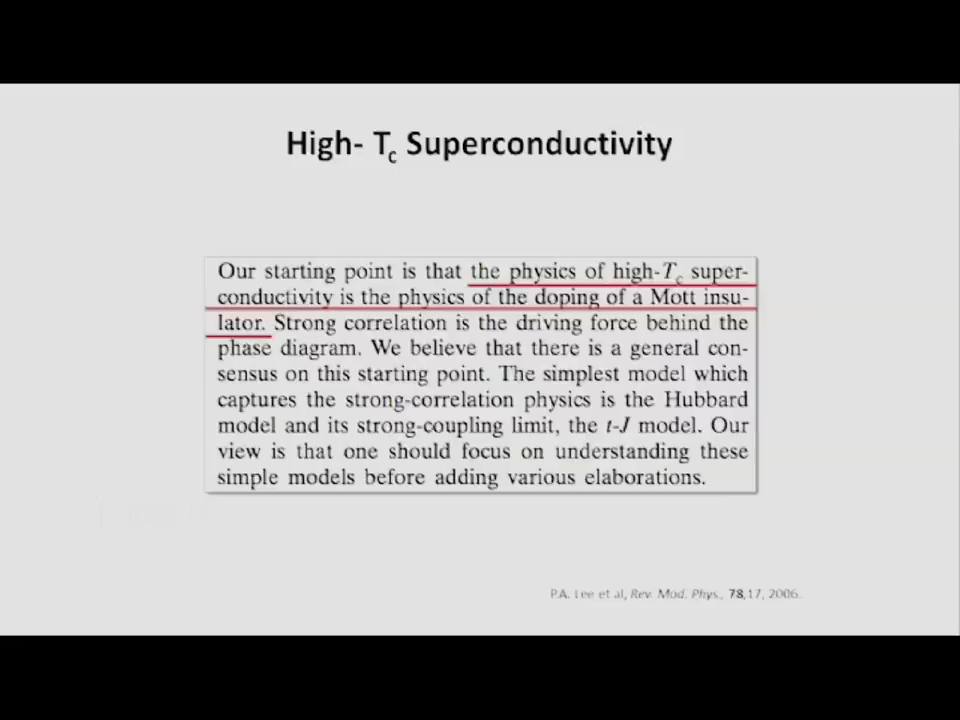 High- Tc Superconductivity
Our starting point is that the physics of high-Tc super-
conductivity is the physics of the doping of a Mott insu-
lator. Strong correlation is the driving force behind the
phase diagram. We believe that there is a general con-
sensus on this starting point. The simplest model which
captures the strong-correlation physics is the Hubbard
model and its strong-coupling limit, the t-J model. Our
view is that one should focus on understanding these
simple models before adding various elaborations.
P.A. Lee et al, Rev. Mod. Phys., 78,17, 2006.